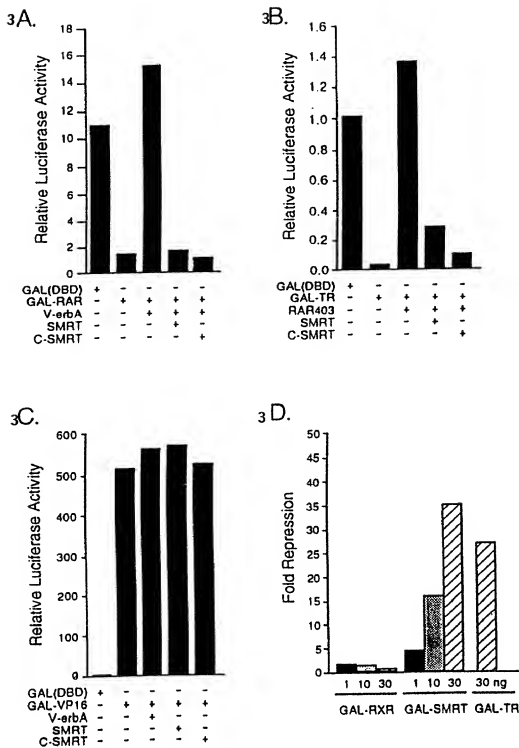 3A.
Relative Luciferase Activity
18
16
14
12
10
8
6
4
2
0
GAL(DBD) + - - - -
GAL-RAR - + + + +
V-erbA - - + + +
SMRT - - - + -
C-SMRT - - - - +
3B.
Relative Luciferase Activity
1.6
1.4
1.2
1.0
0.8
0.6
0.4
0.2
0.0
GAL(DBD) + - - - -
GAL-TR - + + + +
RAR403 - - + + +
SMRT - - - + -
C-SMRT - - - - +
3C.
Relative Luciferase Activity
600
500
400
300
200
100
0
GAL(DBD) + - - - -
GAL-VP16 - + + + +
V-erbA - - + + +
SMRT - - - + -
C-SMRT - - - - +
3D.
Fold Repression
50
45
40
35
30
25
20
15
10
5
0
1 10 30 1 10 30 30 ng
GAL-RXR GAL-SMRT GAL-TR